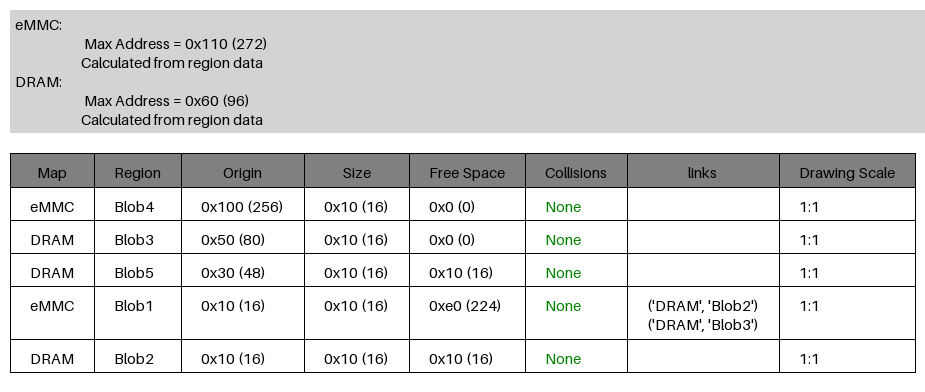 eMMC:
Max Address = 0x110 (272)
Calculated from region data
DRAM:
Max Address = 0x60 (96)
Calculated from region data
Map Region Origin Size Free Space Collisions links Drawing Scale
eMMC Blob4 0x100 (256) 0x10 (16) 0x0 (0) None 1:1
DRAM Blob3 0x50 (80) 0x10 (16) 0x0 (0) None 1:1
DRAM Blob5 0x30 (48) 0x10 (16) 0x10 (16) None 1:1
eMMC Blob1 0x10 (16) 0x10 (16) 0xe0 (224) None ('DRAM', 'Blob2') 1:1
('DRAM', 'Blob3')
DRAM Blob2 0x10 (16) 0x10 (16) 0x10 (16) None 1:1